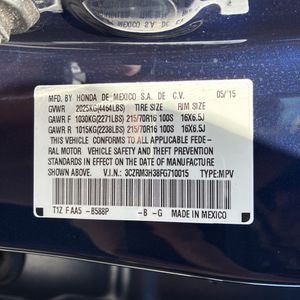 MFD. BY HONDA DE MEXICO S.A. DE C.V. 05/15
GVWR 2025KG(4464LBS) TIRE SIZE RIM SIZE
GAWR F 1030KG(2271LBS) 215/70R16 100S 16X6.5J
GAWR R 1015KG(2238LBS) 215/70R16 100S 16X6.5J
THIS VEHICLE CONFORMS TO ALL APPLICABLE FEDE-
RAL MOTOR VEHICLE SAFETY AND THEFT PREVENTION
STANDARDS IN EFFECT ON THE DATE OF MANUFACTURE
SHOWN ABOVE. V.I.N.: 3CZRM3H38FG710015 TYPE:MPV
T1Z F AA5 -B588P -B -G MADE IN MEXICO